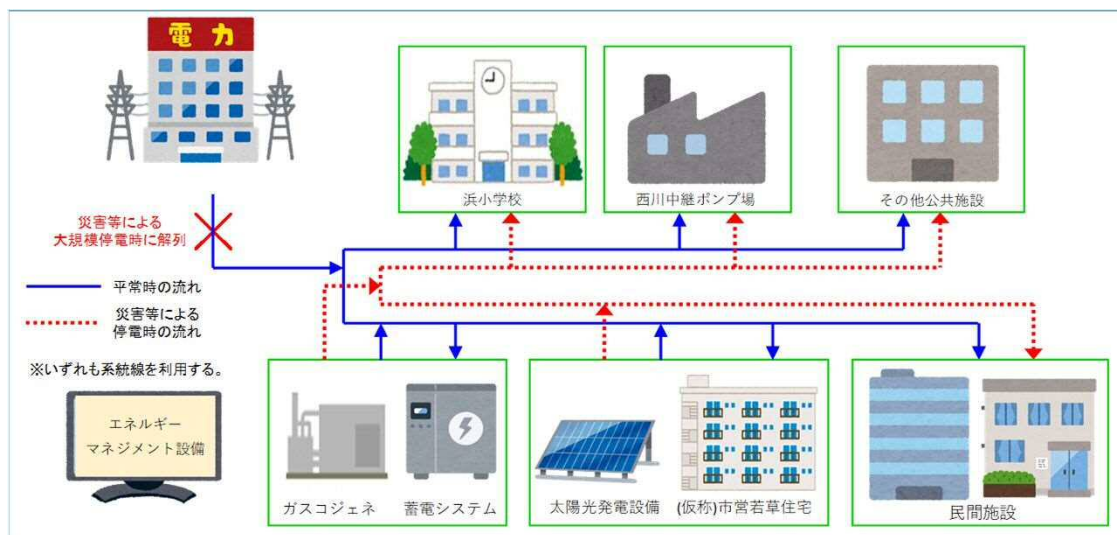 電力
浜小学校
西川中継ポンプ場
その他公共施設
災害等による
大規模停電時に解列
平常時の流れ
災害等による
停電時の流れ
※いずれも系統線を利用する。
エネルギー
マネジメント設備
ガスコジェネ
蓄電システム
太陽光発電設備
(仮称)市営若草住宅
民間施設